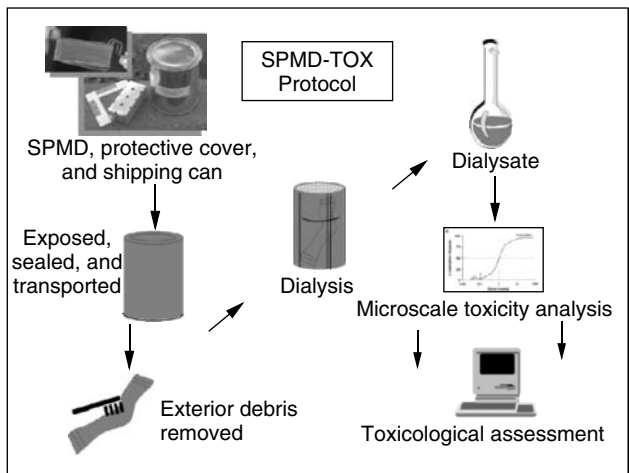 SPMD-TOX
Protocol
SPMD, protective cover,
and shipping can
Exposed,
sealed, and
transported
Exterior debris
removed
Dialysis
Dialysate
Microscale toxicity analysis
Toxicological assessment